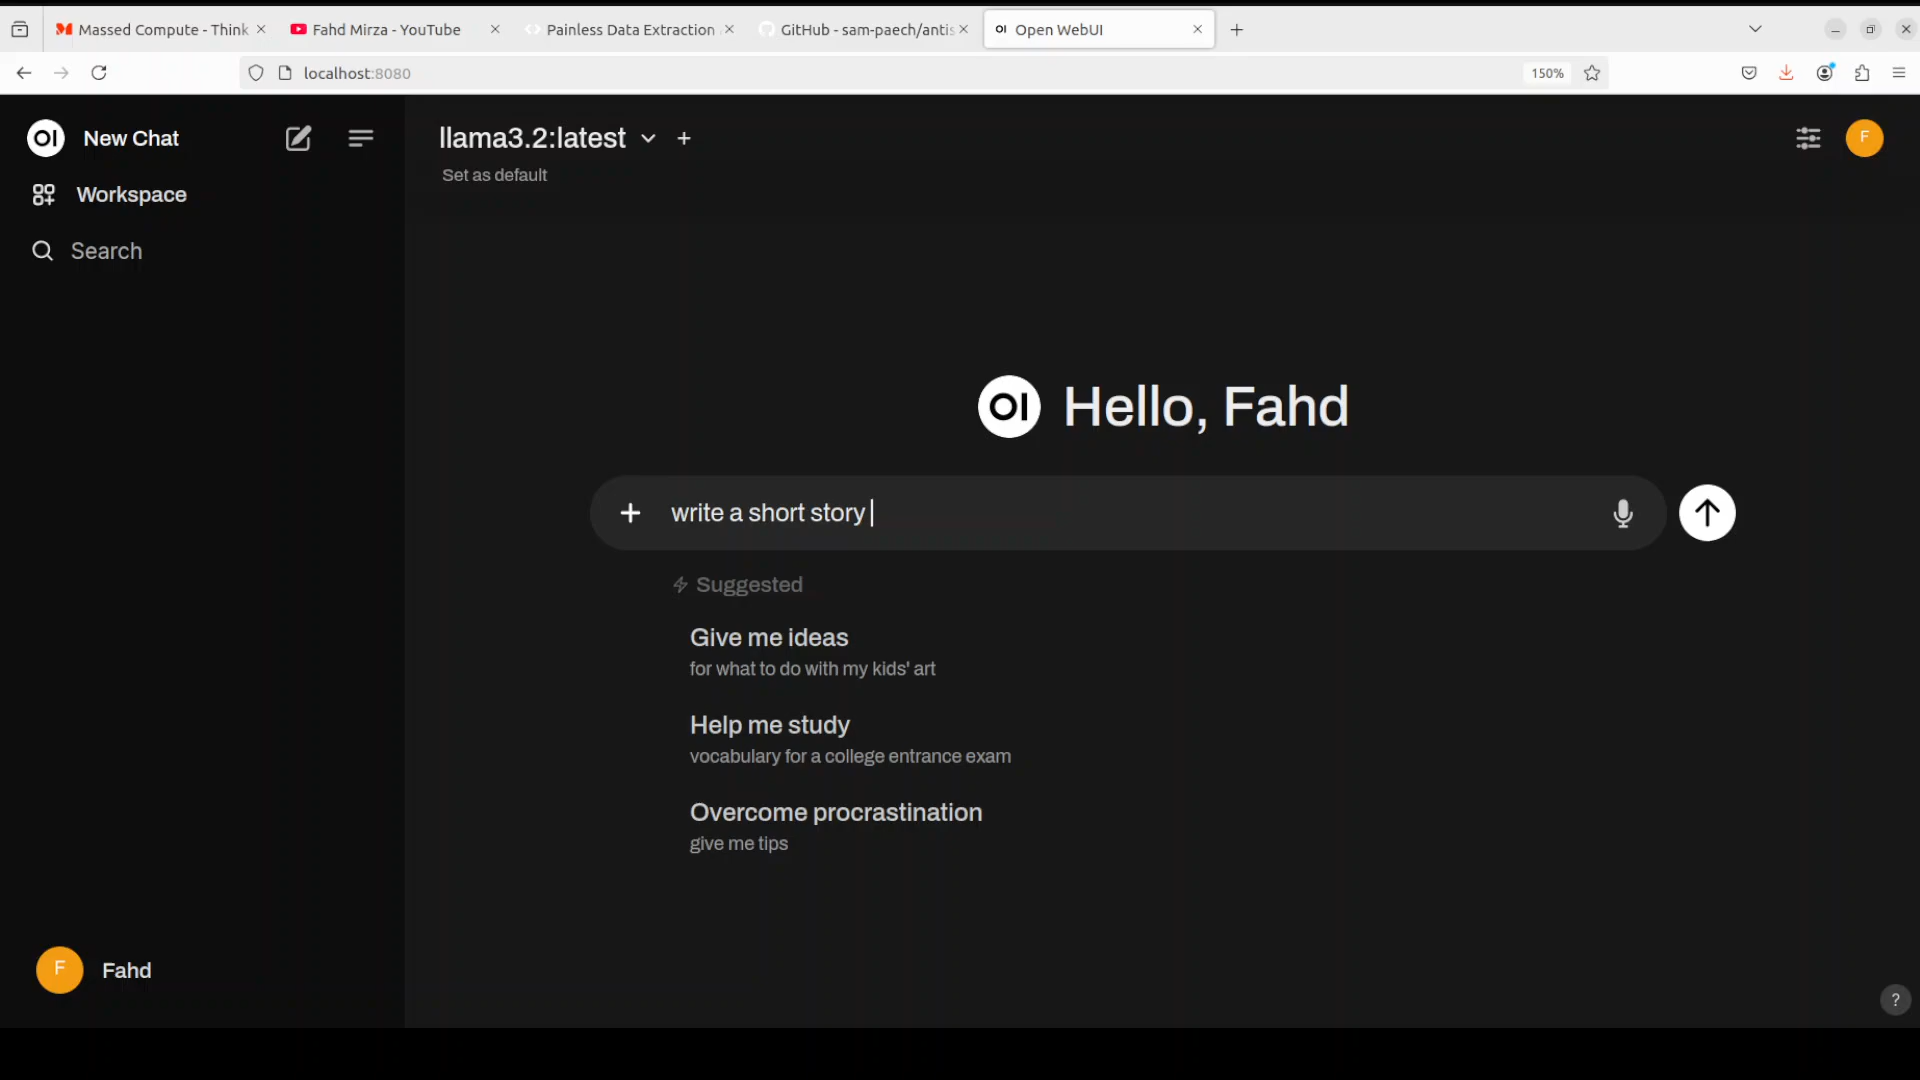 Massed Compute - Think
Fahd Mirza - YouTube
Painless Data Extraction
GitHub - sam-paech/antis
OI Open WebUI
localhost:8080
150%
OI New Chat
llama3.2:latest
F
Set as default
Workspace
Search
OI Hello, Fahd
write a short story
Suggested
Give me ideas
for what to do with my kids' art
Help me study
vocabulary for a college entrance exam
Overcome procrastination
give me tips
F Fahd
?